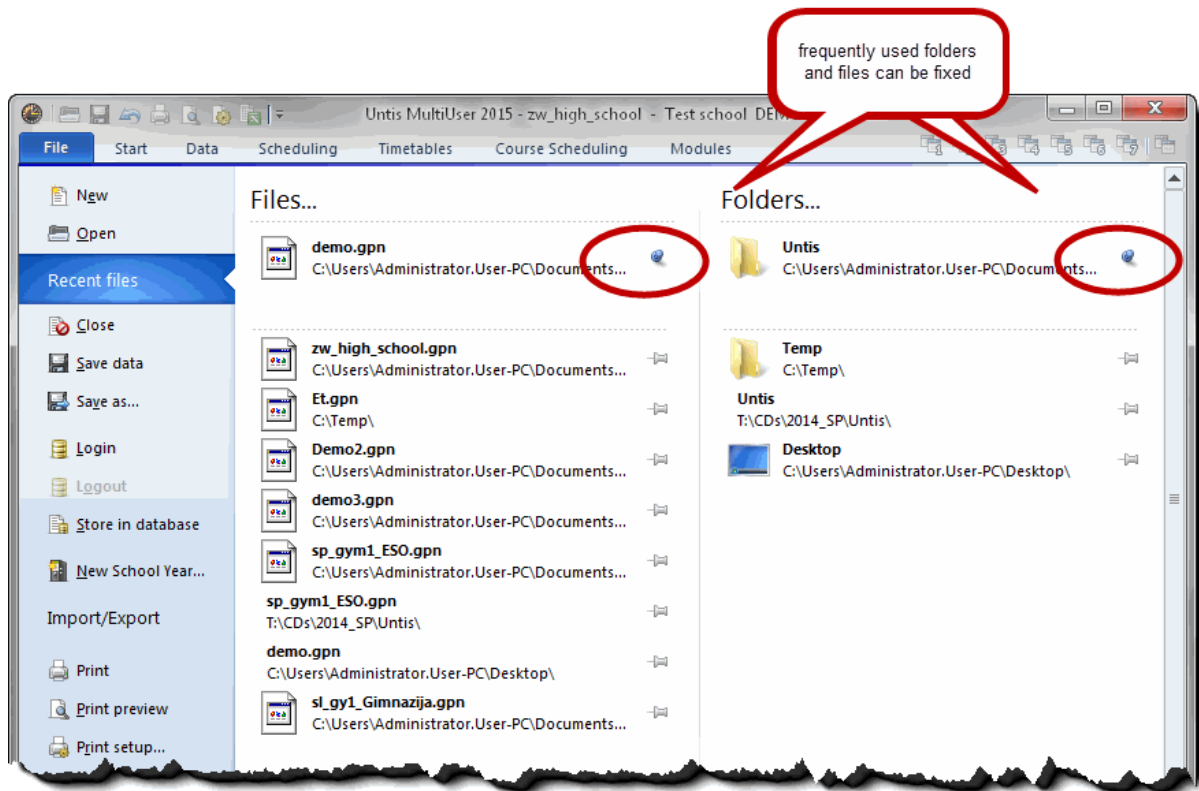 frequently used folders
and files can be fixed
Untis MultiUser 2015 - zw_high_school - Test school
File Start Data Scheduling Timetables Course Scheduling Modules
New
Open
Recent files
Close
Save data
Save as...
Login
Logout
Store in database
New School Year...
Import/Export
Print
Print preview
Print setup...
Files...
demo.gpn
C:\Users\Administrator.User-PC\Documents...
zw_high_school.gpn
C:\Users\Administrator.User-PC\Documents...
Et.gpn
C:\Temp\
Demo2.gpn
C:\Users\Administrator.User-PC\Documents...
demo3.gpn
C:\Users\Administrator.User-PC\Documents...
sp_gym1_ESO.gpn
C:\Users\Administrator.User-PC\Documents...
sp_gym1_ESO.gpn
T:\CDs\2014_SP\Untis\
demo.gpn
C:\Users\Administrator.User-PC\Desktop\
sl_gy1_Gimnazija.gpn
C:\Users\Administrator.User-PC\Documents...
Folders...
Untis
C:\Users\Administrator.User-PC\Documents...
Temp
C:\Temp\
Untis
T:\CDs\2014_SP\Untis\
Desktop
C:\Users\Administrator.User-PC\Desktop\